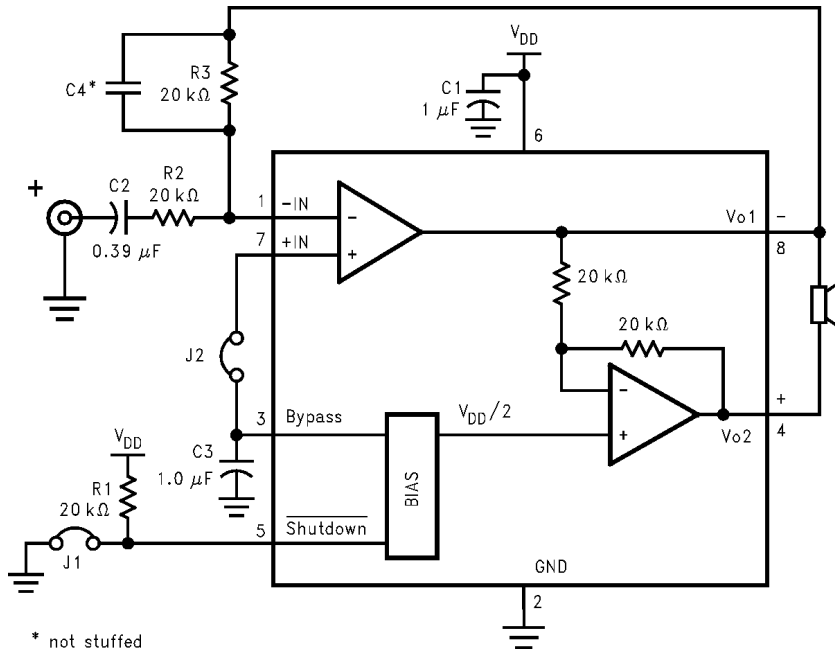 V_DD
R3
20 kΩ
C4*
C1
1 μF
6
+
C2
0.39 μF
R2
20 kΩ
1
-IN
7
+IN
-
+
Vo1
-
8
20 kΩ
20 kΩ
J2
3
Bypass
V_DD/2
-
+
+
Vo2
4
C3
1.0 μF
BIAS
V_DD
R1
20 kΩ
5
Shutdown
J1
GND
2
* not stuffed